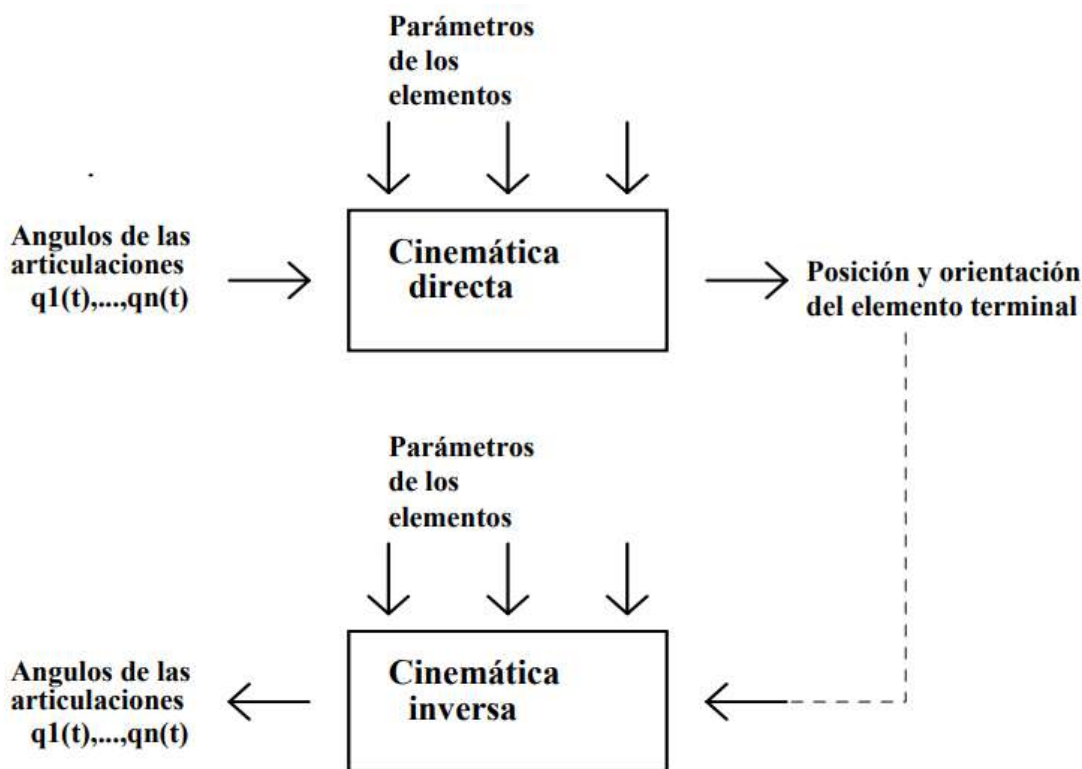 Parámetros
de los
elementos
Angulos de las
articulaciones
q1(t),...,qn(t)
Cinemática
directa
Posición y orientación
del elemento terminal
Parámetros
de los
elementos
Angulos de las
articulaciones
q1(t),...,qn(t)
Cinemática
inversa